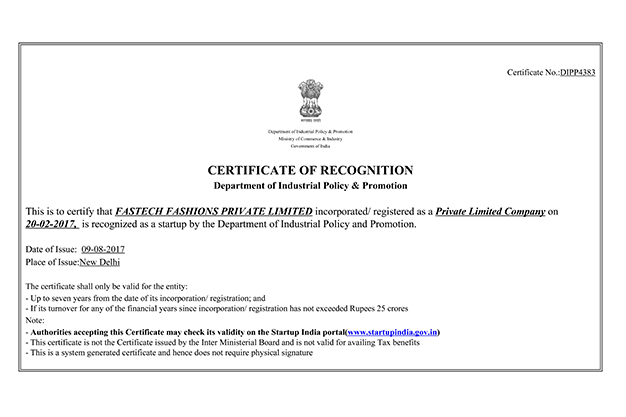 Certificate No.:DIPP4383
Department of Industrial Policy & Promotion
Ministry of Commerce & Industry
Government of India
CERTIFICATE OF RECOGNITION
Department of Industrial Policy & Promotion
This is to certify that FASTECH FASHIONS PRIVATE LIMITED incorporated/ registered as a Private Limited Company on
20-02-2017, is recognized as a startup by the Department of Industrial Policy and Promotion.
Date of Issue: 09-08-2017
Place of Issue:New Delhi
The certificate shall only be valid for the entity:
- Up to seven years from the date of its incorporation/ registration; and
- If its turnover for any of the financial years since incorporation/ registration has not exceeded Rupees 25 crores
Note:
- Authorities accepting this Certificate may check its validity on the Startup India portal(www.startupindia.gov.in)
- This certificate is not the Certificate issued by the Inter Ministerial Board and is not valid for availing Tax benefits
- This is a system generated certificate and hence does not require physical signature